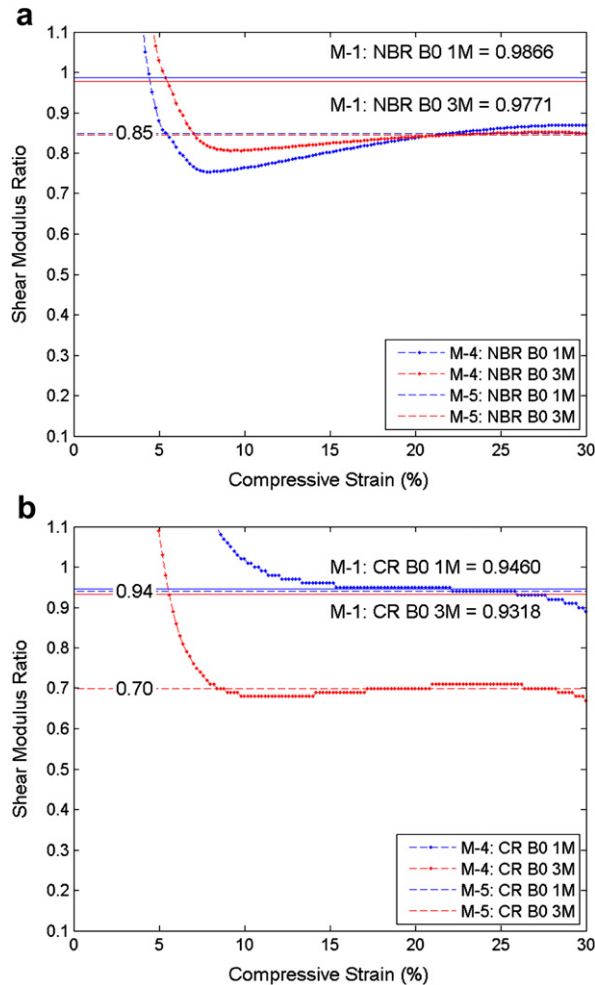 a
1.1
1
0.9
0.8
0.7
0.6
0.5
0.4
0.3
0.2
0.1
Shear Modulus Ratio
M-1: NBR B0 1M = 0.9866
M-1: NBR B0 3M = 0.9771
0.85
M-4: NBR B0 1M
M-4: NBR B0 3M
M-5: NBR B0 1M
M-5: NBR B0 3M
0 5 10 15 20 25 30
Compressive Strain (%)
b
1.1
1
0.9
0.8
0.7
0.6
0.5
0.4
0.3
0.2
0.1
Shear Modulus Ratio
M-1: CR B0 1M = 0.9460
0.94
M-1: CR B0 3M = 0.9318
0.70
M-4: CR B0 1M
M-4: CR B0 3M
M-5: CR B0 1M
M-5: CR B0 3M
0 5 10 15 20 25 30
Compressive Strain (%)